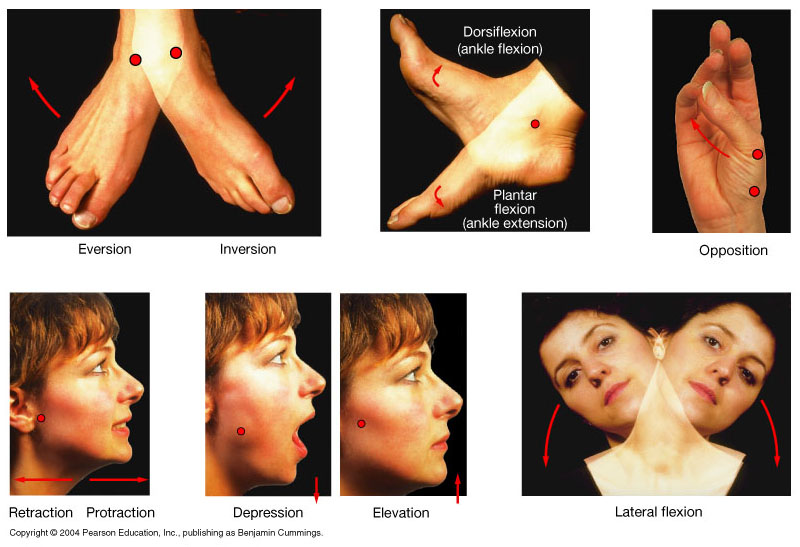 Dorsiflexion
(ankle flexion)
Plantar
flexion
(ankle extension)
Eversion
Inversion
Opposition
Retraction
Protraction
Depression
Elevation
Lateral flexion
Copyright © 2004 Pearson Education, Inc., publishing as Benjamin Cummings.